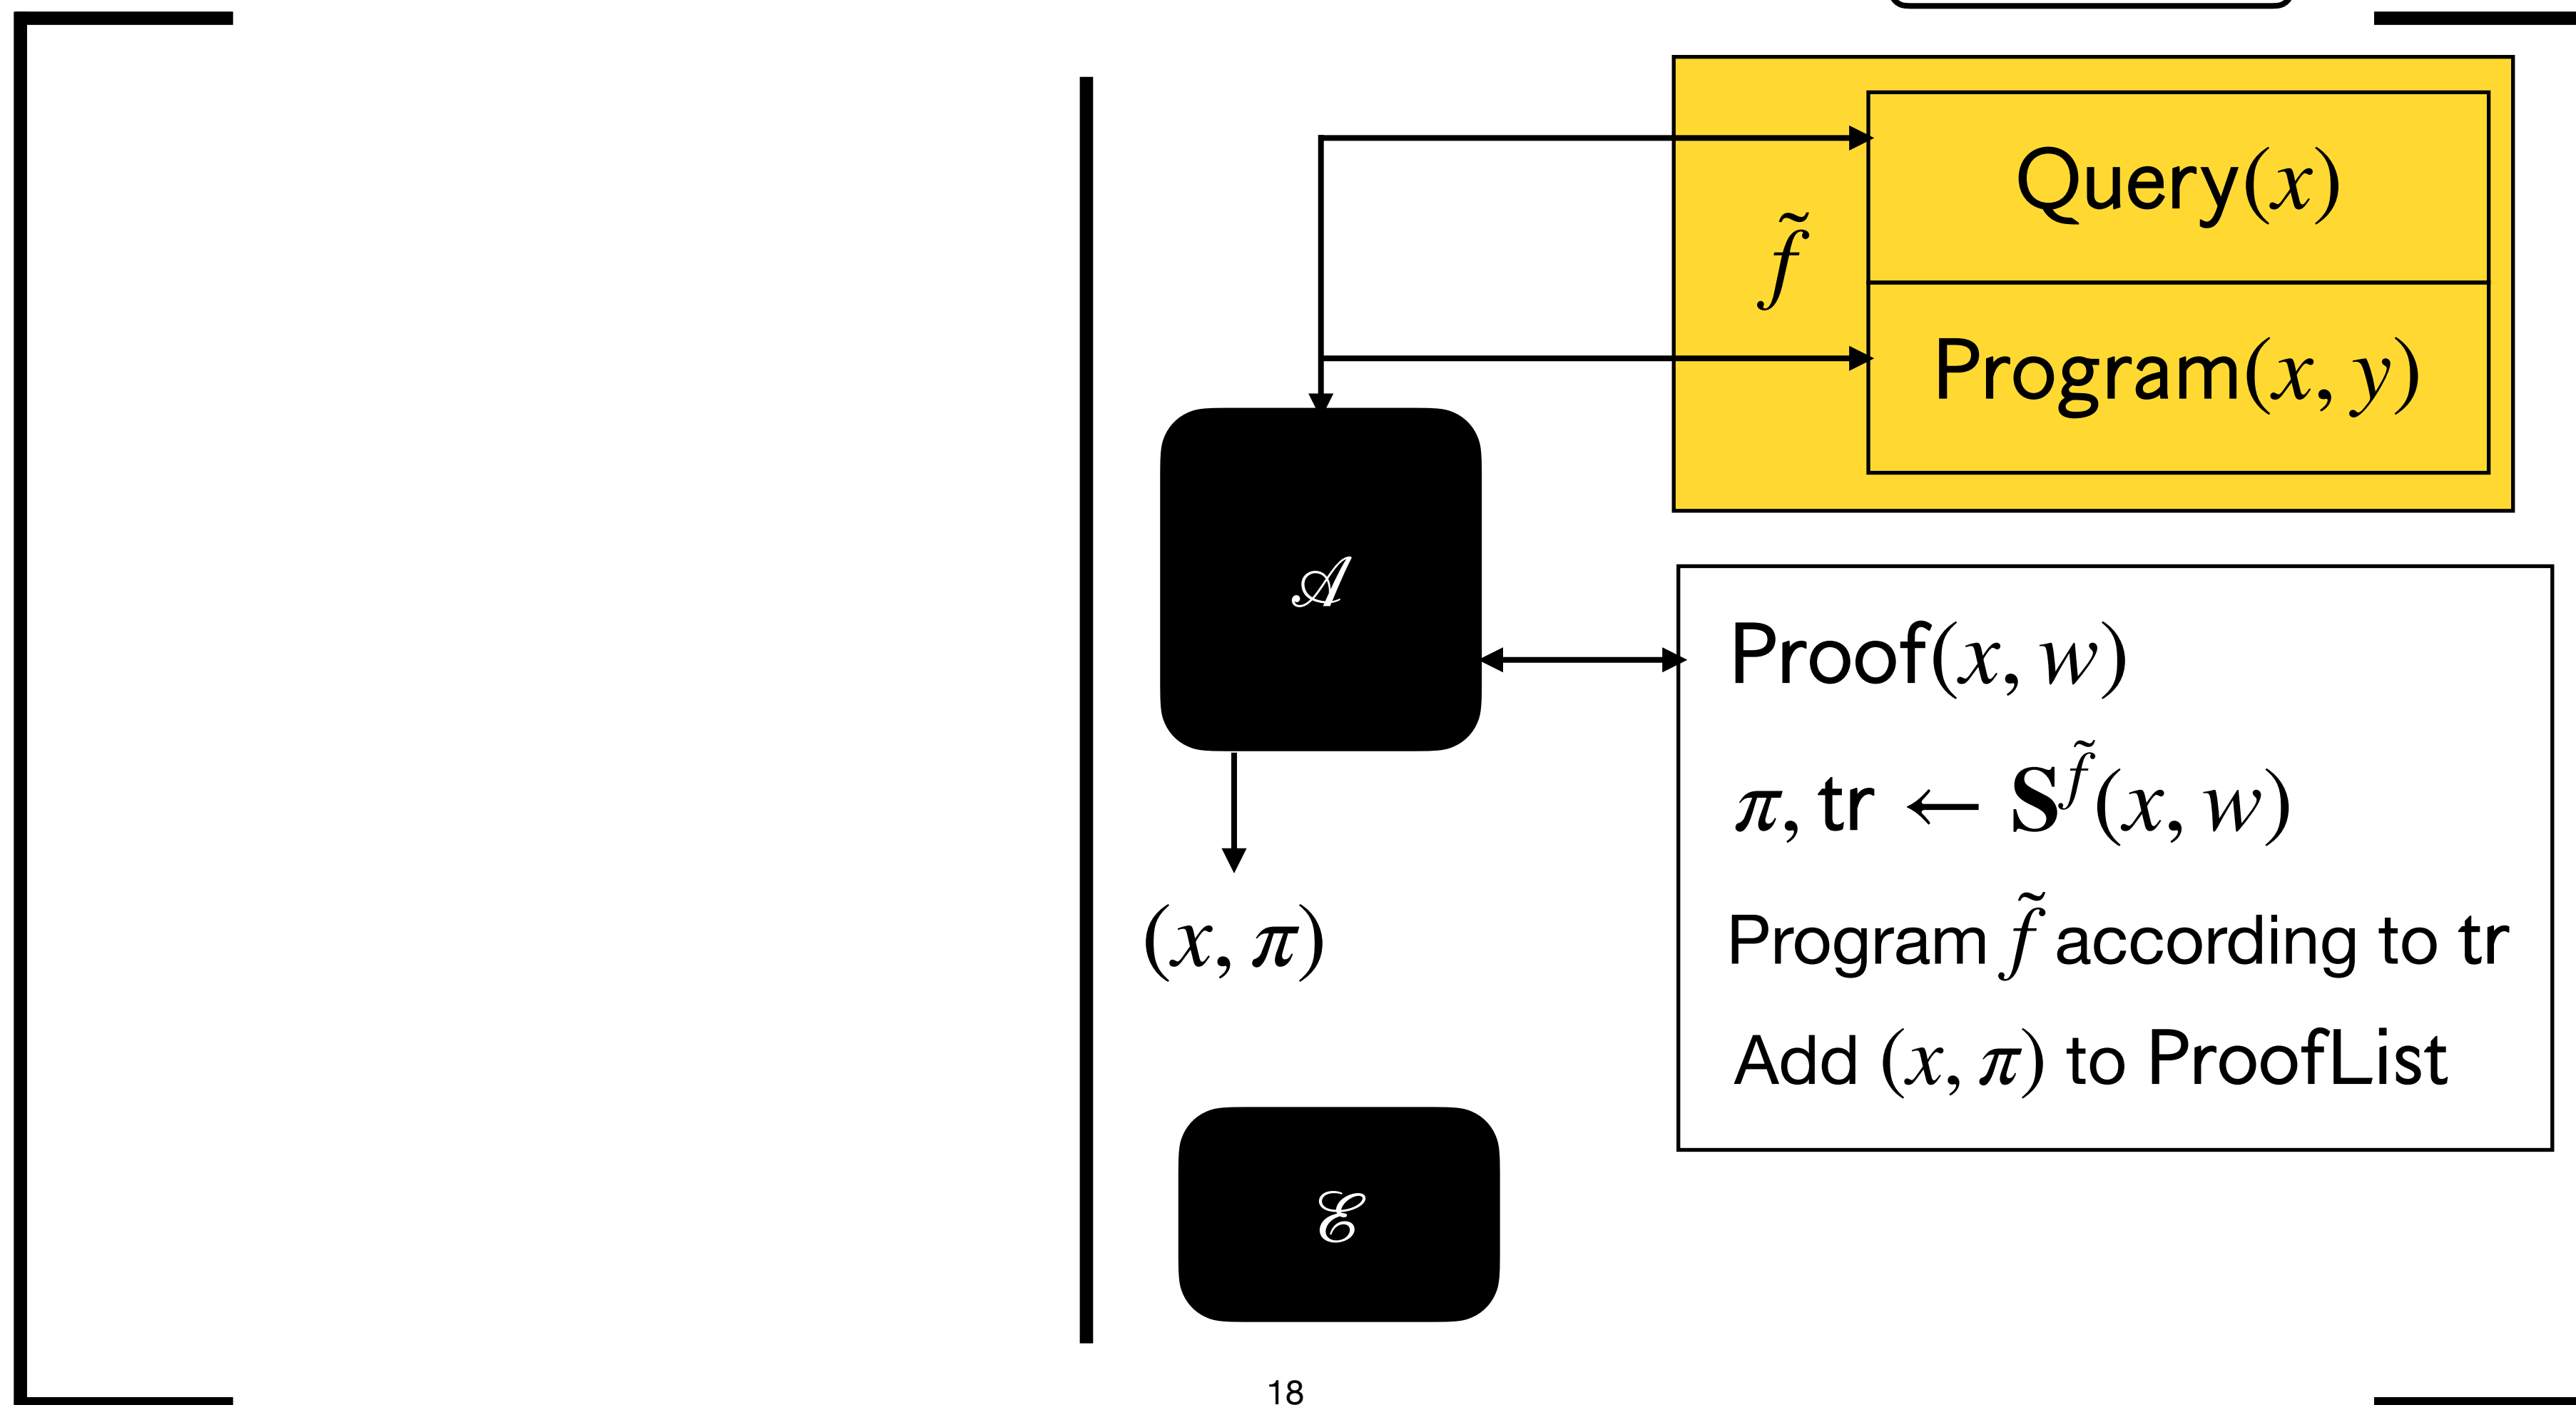 Query(x)
f̃
Program(x, y)
𝒜
Proof(x, w)
π, tr ← S^f̃(x, w)
Program f̃ according to tr
Add (x, π) to ProofList
(x, π)
ℰ
18